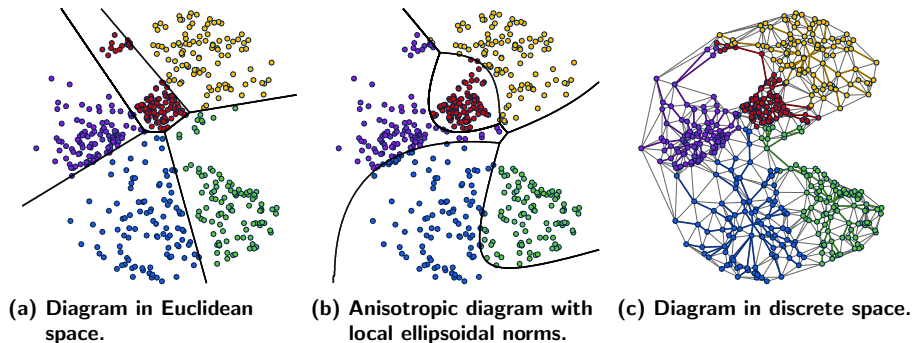 (a) Diagram in Euclidean
space.
(b) Anisotropic diagram with
local ellipsoidal norms.
(c) Diagram in discrete space.